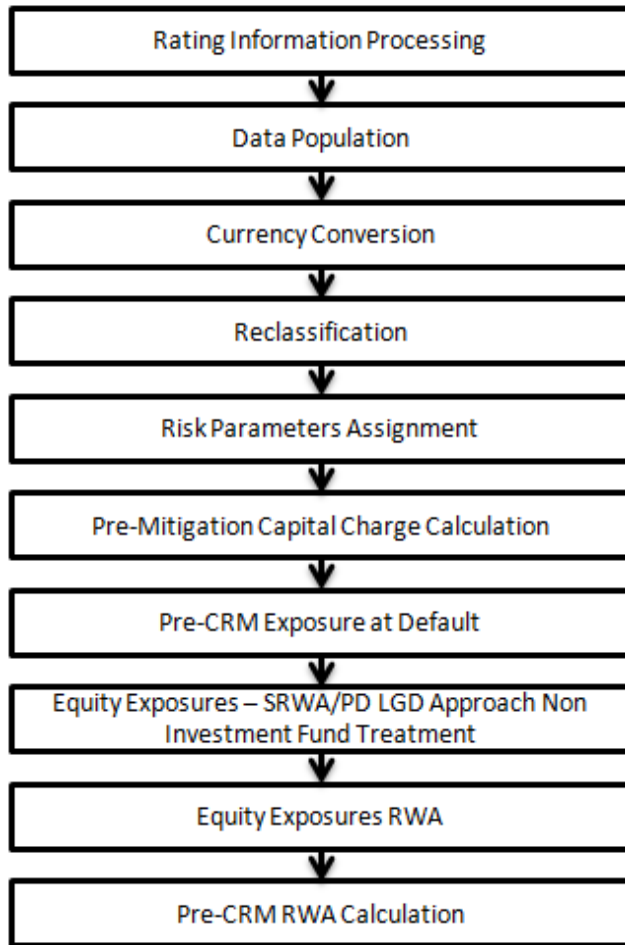 Rating Information Processing
Data Population
Currency Conversion
Reclassification
Risk Parameters Assignment
Pre-Mitigation Capital Charge Calculation
Pre-CRM Exposure at Default
Equity Exposures – SRWA/PD LGD Approach Non
Investment Fund Treatment
Equity Exposures RWA
Pre-CRM RWA Calculation